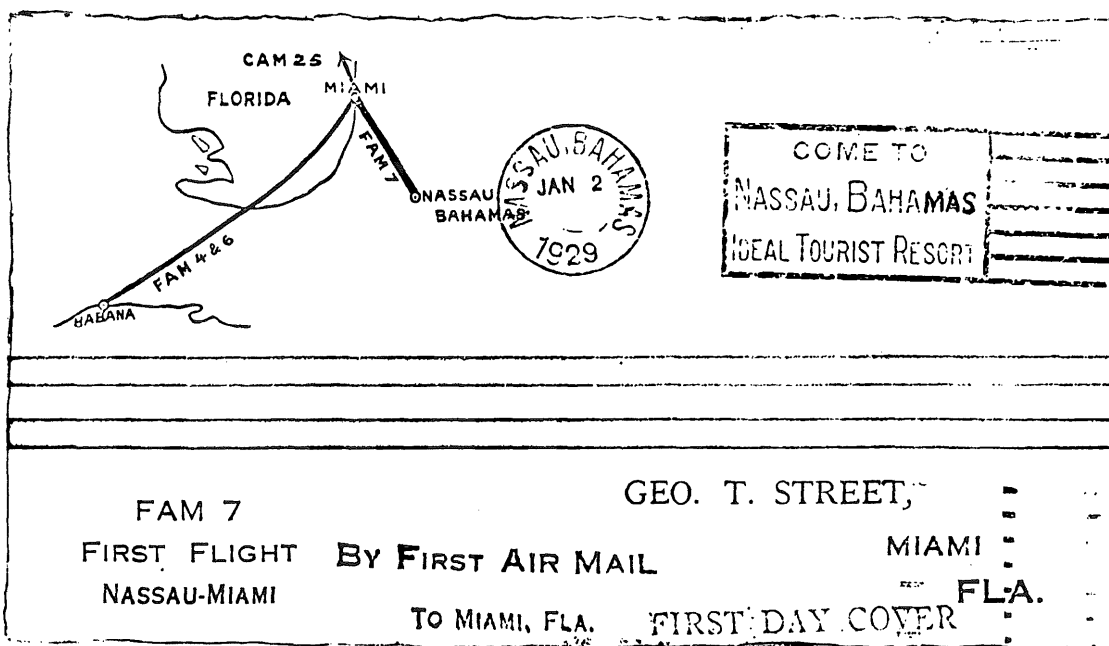 CAM 25
MIAMI
FLORIDA
FAM 7
NASSAU
BAHAMAS
FAM 4 & 6
HABANA
NASSAU, BAHAMAS
JAN 2
1929
COME TO
NASSAU, BAHAMAS
IDEAL TOURIST RESORT
GEO. T. STREET,
MIAMI
FLA.
FAM 7
FIRST FLIGHT
NASSAU-MIAMI
BY FIRST AIR MAIL
TO MIAMI, FLA.
FIRST DAY COVER